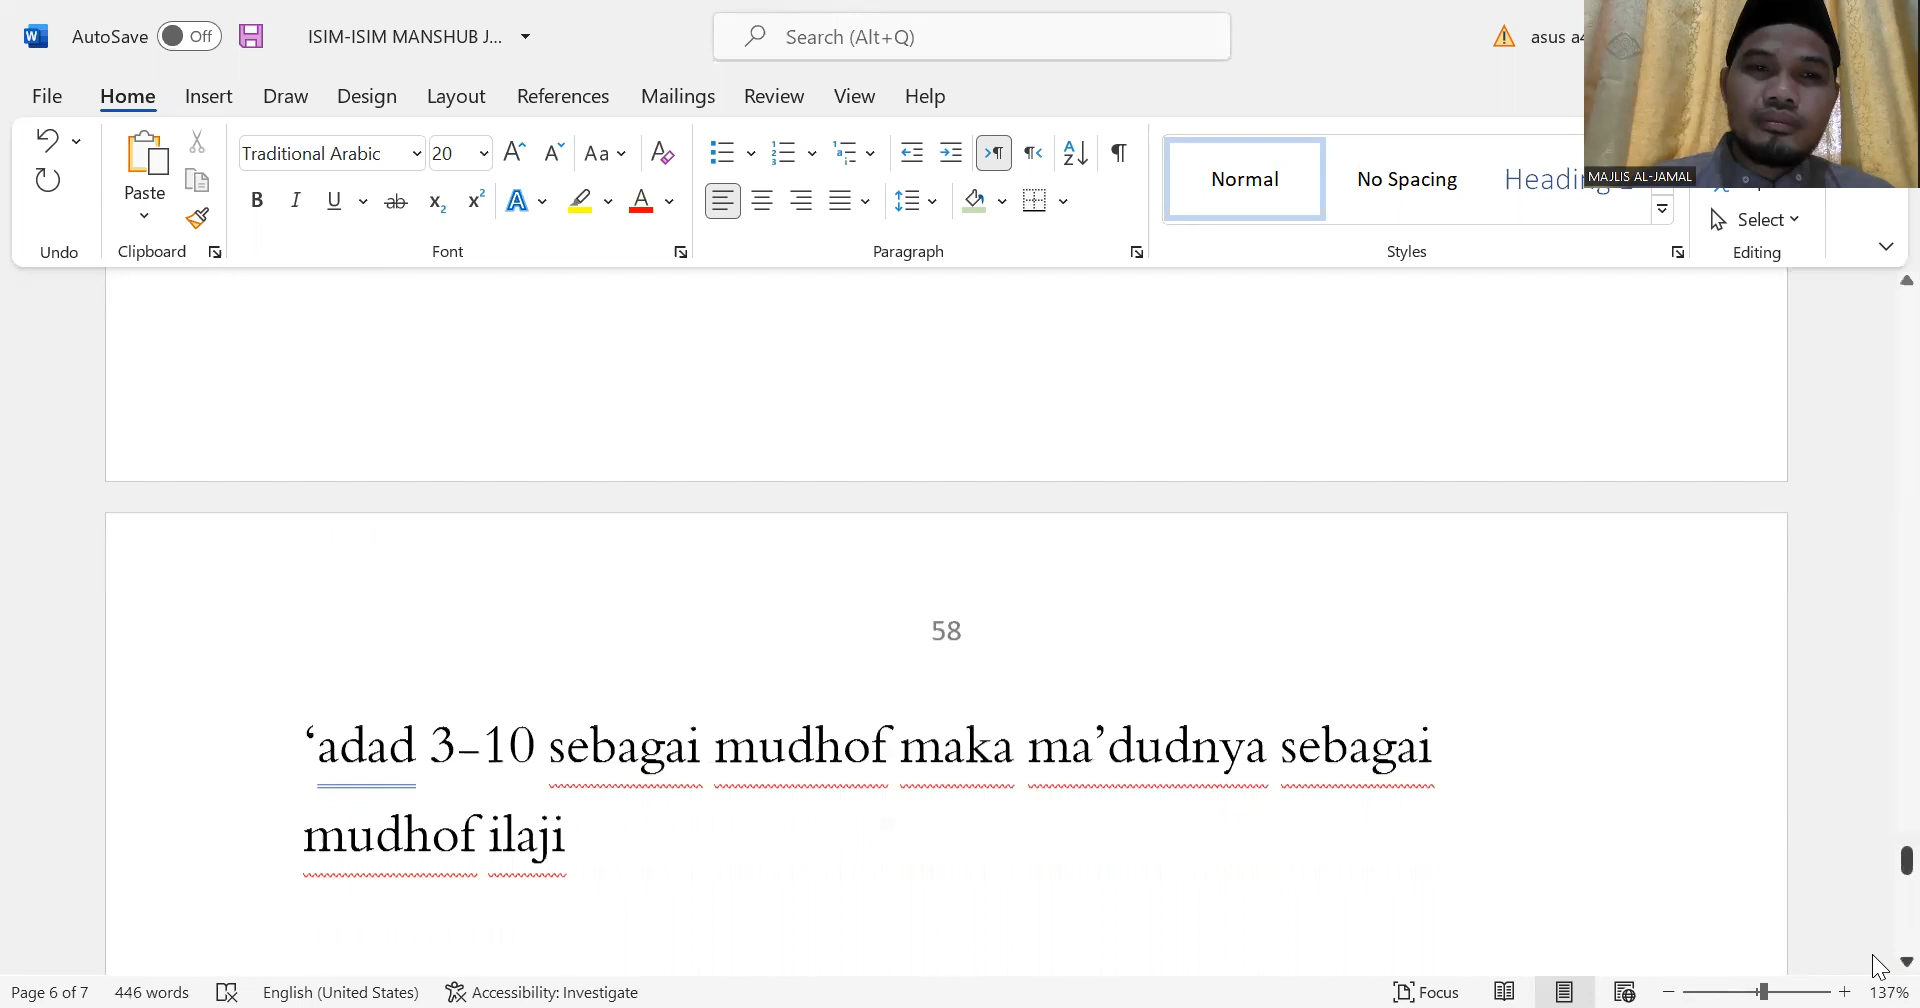 AutoSave Off ISIM-ISIM MANSHUB J... Search (Alt+Q) asus a4
File Home Insert Draw Design Layout References Mailings Review View Help
MAJLIS AL-JAMAL
Traditional Arabic 20 Aa
Paste
Normal No Spacing Heading
Select
Undo Clipboard Font Paragraph Styles Editing
58
‘adad 3–10 sebagai mudhof maka ma’dudnya sebagai
mudhof ilaji
Page 6 of 7 446 words English (United States) Accessibility: Investigate Focus 137%